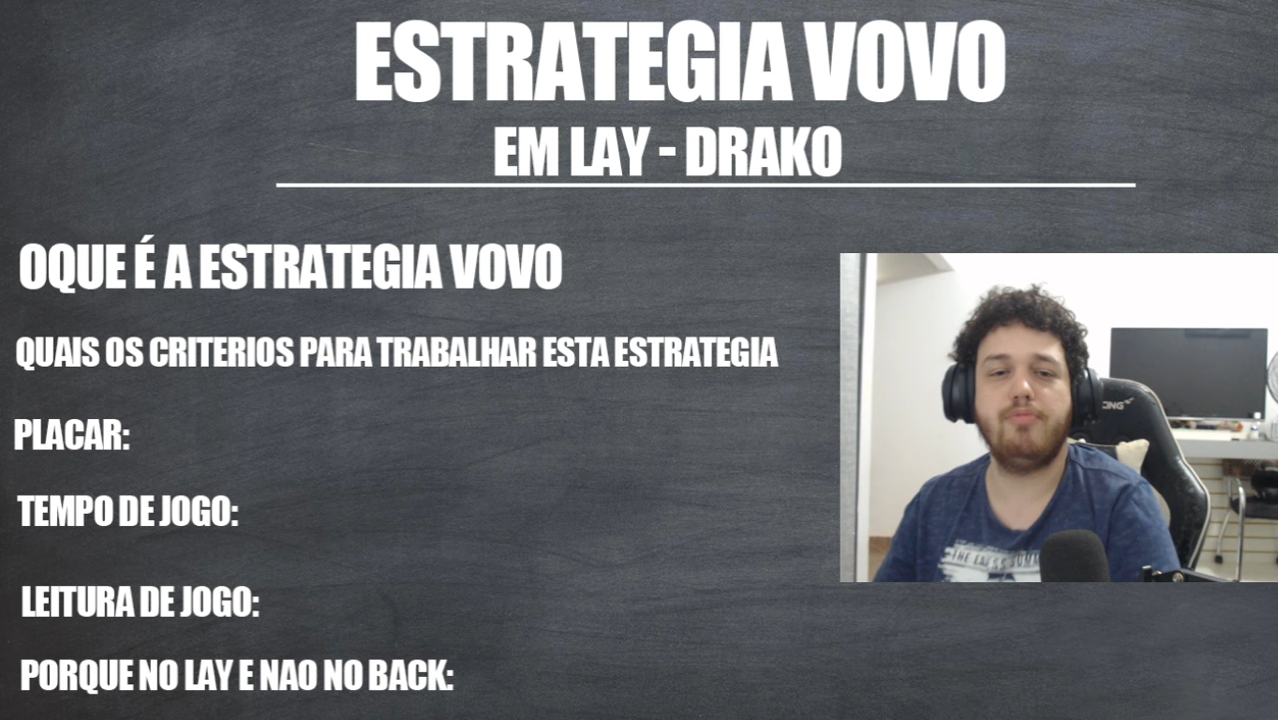 ESTRATEGIA VOVO
EM LAY - DRAKO
OQUE É A ESTRATEGIA VOVO
QUAIS OS CRITERIOS PARA TRABALHAR ESTA ESTRATEGIA
PLACAR:
TEMPO DE JOGO:
LEITURA DE JOGO:
PORQUE NO LAY E NAO NO BACK: